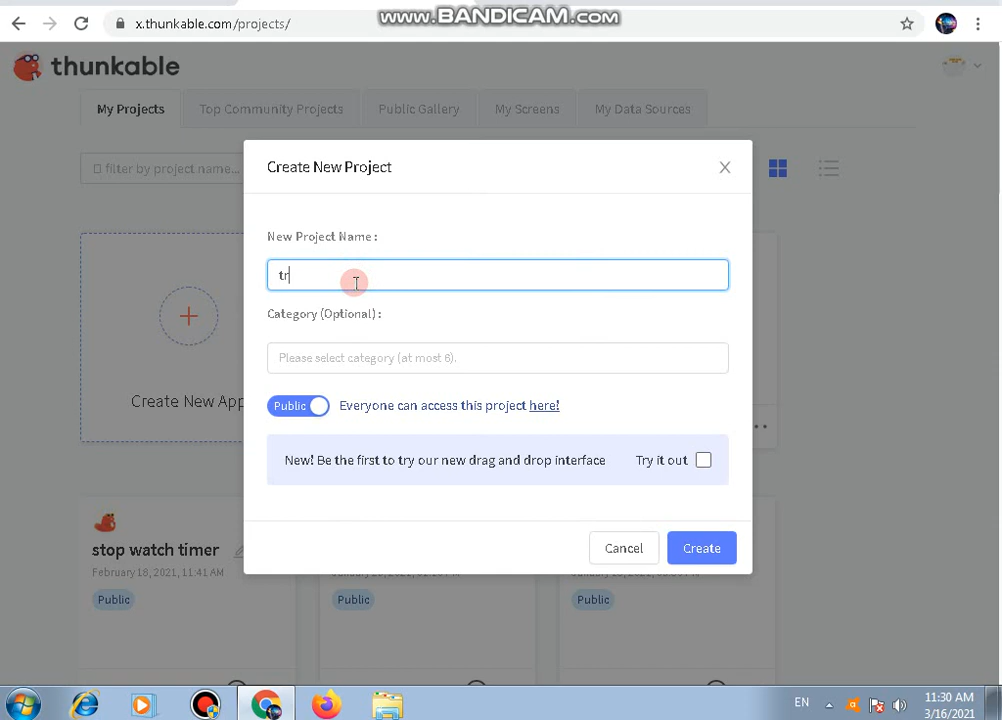 www.BANDICAM.com
x.thunkable.com/projects/
thunkable
My Projects
Top Community Projects
Public Gallery
My Screens
My Data Sources
filter by project name...
Create New Project
New Project Name :
tr
Category (Optional) :
Please select category (at most 6).
Create New App
Public
Everyone can access this project here!
New! Be the first to try our new drag and drop interface
Try it out
Cancel
Create
stop watch timer
February 18, 2021, 11:41 AM
Public
Public
Public
EN
11:30 AM
3/16/2021